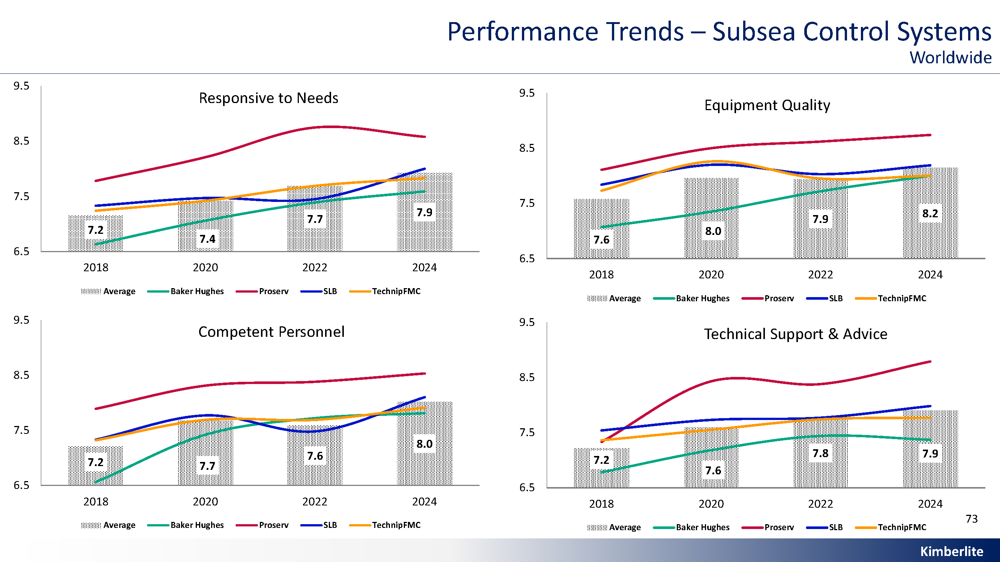 Performance Trends – Subsea Control Systems
Worldwide
Responsive to Needs
9.5
8.5
7.5
6.5
7.2
7.4
7.7
7.9
2018 2020 2022 2024
Average Baker Hughes Proserv SLB TechnipFMC
Equipment Quality
9.5
8.5
7.5
6.5
7.6
8.0
7.9
8.2
2018 2020 2022 2024
Average Baker Hughes Proserv SLB TechnipFMC
Competent Personnel
9.5
8.5
7.5
6.5
7.2
7.7
7.6
8.0
2018 2020 2022 2024
Average Baker Hughes Proserv SLB TechnipFMC
Technical Support & Advice
9.5
8.5
7.5
6.5
7.2
7.6
7.8
7.9
2018 2020 2022 2024
Average Baker Hughes Proserv SLB TechnipFMC
73
Kimberlite